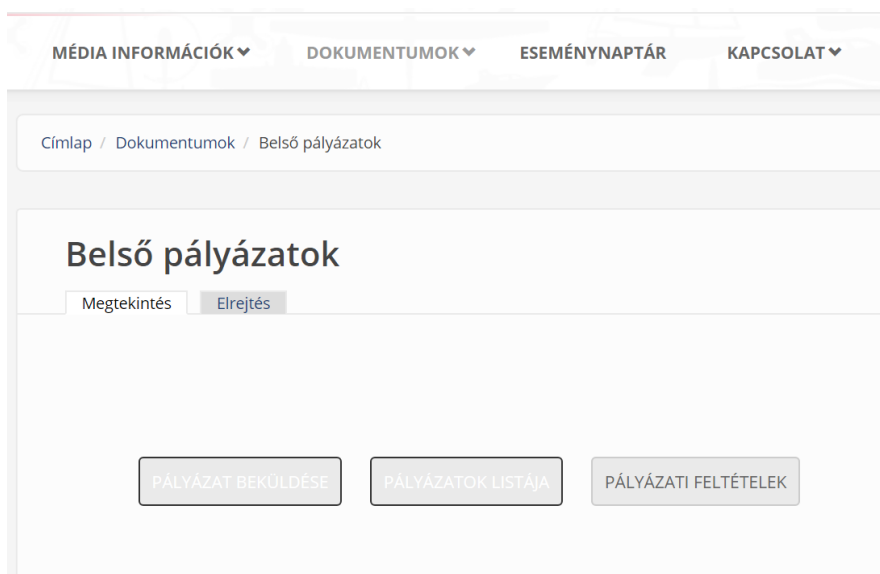 MÉDIA INFORMÁCIÓK DOKUMENTUMOK ESEMÉNYNAPTÁR KAPCSOLAT
Címlap / Dokumentumok / Belső pályázatok
Belső pályázatok
Megtekintés Elrejtés
PÁLYÁZAT BEKÜLDÉSE PÁLYÁZATOK LISTÁJA PÁLYÁZATI FELTÉTELEK